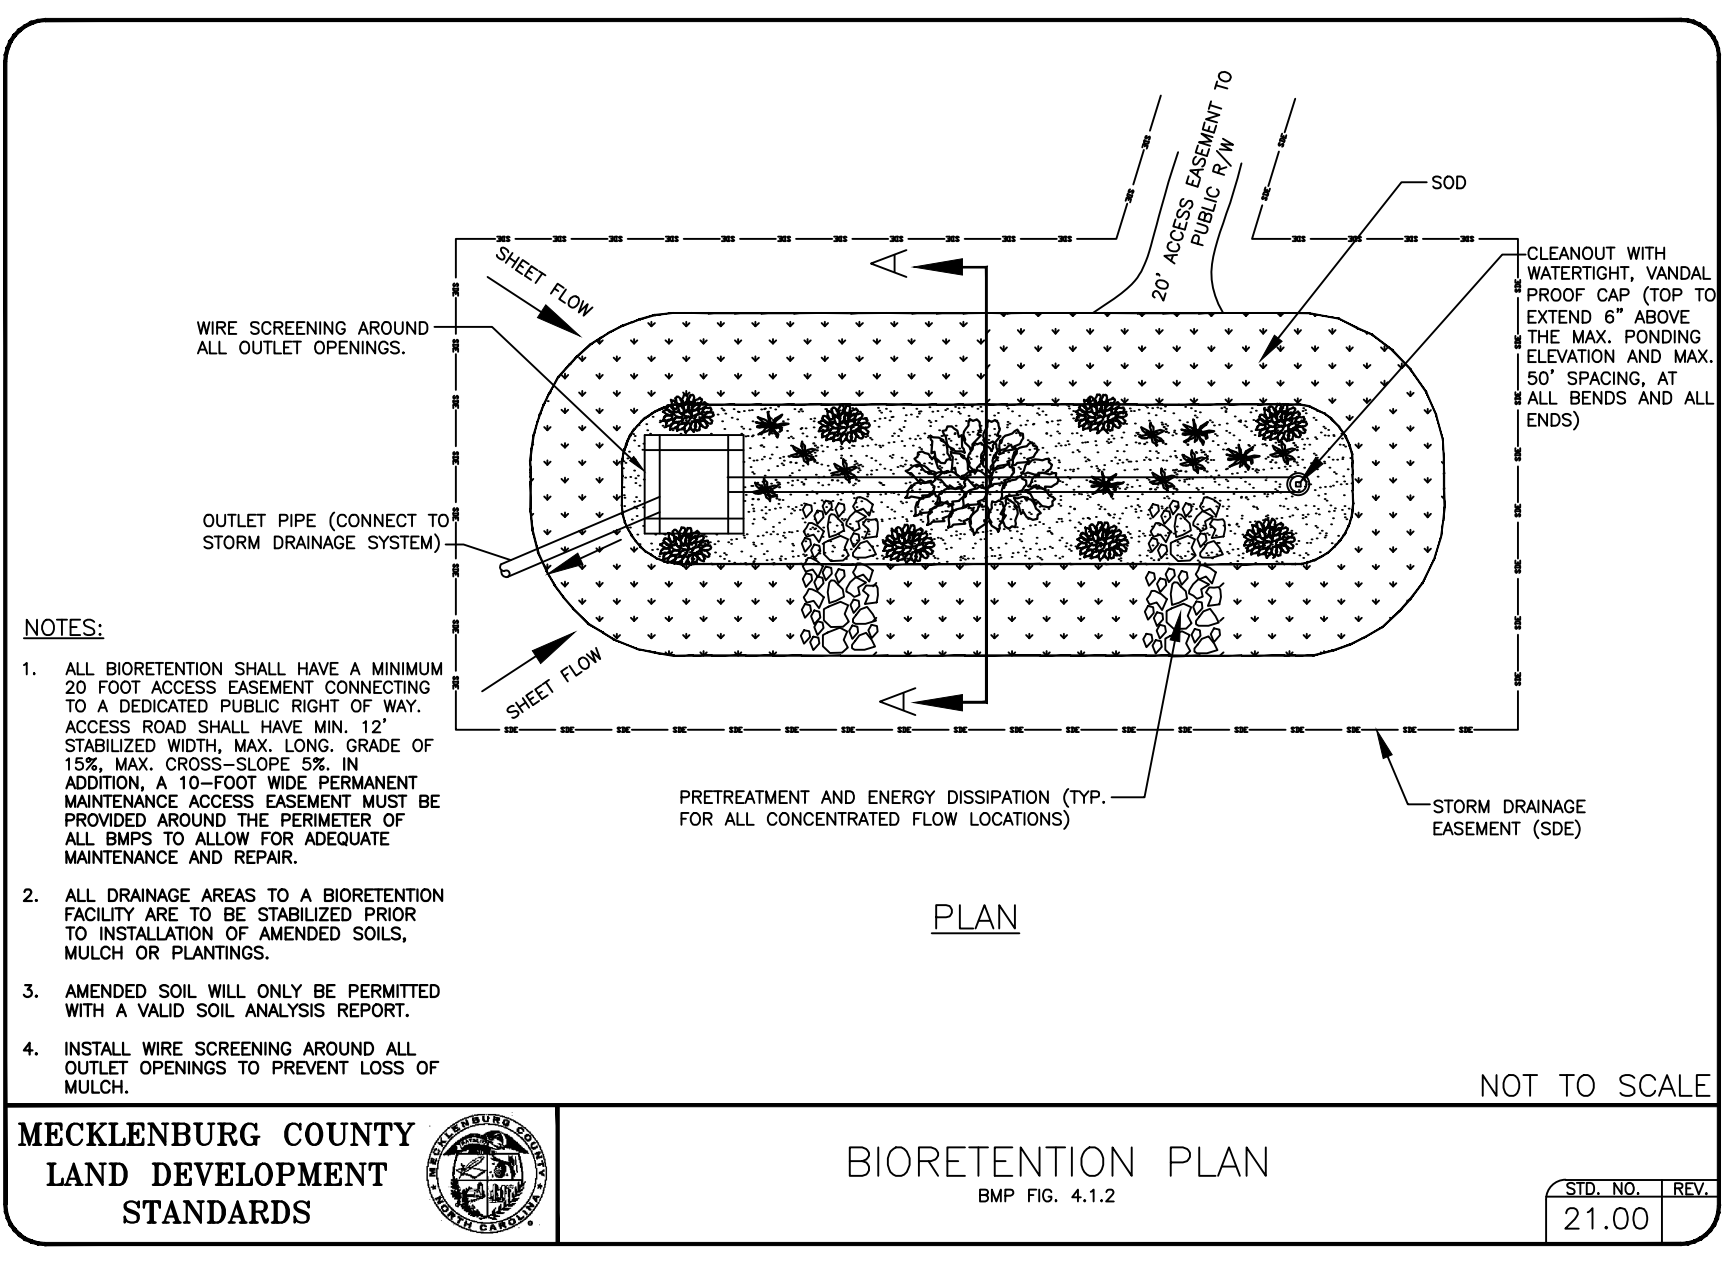 20' ACCESS EASEMENT TO
PUBLIC R/W
SOD
SHEET FLOW
A
CLEANOUT WITH
WATERTIGHT, VANDAL
PROOF CAP (TOP TO
EXTEND 6" ABOVE
THE MAX. PONDING
ELEVATION AND MAX.
50' SPACING, AT
ALL BENDS AND ALL
ENDS)
WIRE SCREENING AROUND
ALL OUTLET OPENINGS.
OUTLET PIPE (CONNECT TO
STORM DRAINAGE SYSTEM)
SHEET FLOW
A
SDE
PRETREATMENT AND ENERGY DISSIPATION (TYP.
FOR ALL CONCENTRATED FLOW LOCATIONS)
STORM DRAINAGE
EASEMENT (SDE)
NOTES:
1. ALL BIORETENTION SHALL HAVE A MINIMUM
20 FOOT ACCESS EASEMENT CONNECTING
TO A DEDICATED PUBLIC RIGHT OF WAY.
ACCESS ROAD SHALL HAVE MIN. 12'
STABILIZED WIDTH, MAX. LONG. GRADE OF
15%, MAX. CROSS-SLOPE 5%. IN
ADDITION, A 10-FOOT WIDE PERMANENT
MAINTENANCE ACCESS EASEMENT MUST BE
PROVIDED AROUND THE PERIMETER OF
ALL BMPS TO ALLOW FOR ADEQUATE
MAINTENANCE AND REPAIR.
2. ALL DRAINAGE AREAS TO A BIORETENTION
FACILITY ARE TO BE STABILIZED PRIOR
TO INSTALLATION OF AMENDED SOILS,
MULCH OR PLANTINGS.
3. AMENDED SOIL WILL ONLY BE PERMITTED
WITH A VALID SOIL ANALYSIS REPORT.
4. INSTALL WIRE SCREENING AROUND ALL
OUTLET OPENINGS TO PREVENT LOSS OF
MULCH.
PLAN
NOT TO SCALE
MECKLENBURG COUNTY
LAND DEVELOPMENT
STANDARDS
MECKLENBURG COUNTY
NORTH CAROLINA
BIORETENTION PLAN
BMP FIG. 4.1.2
STD. NO. REV.
21.00